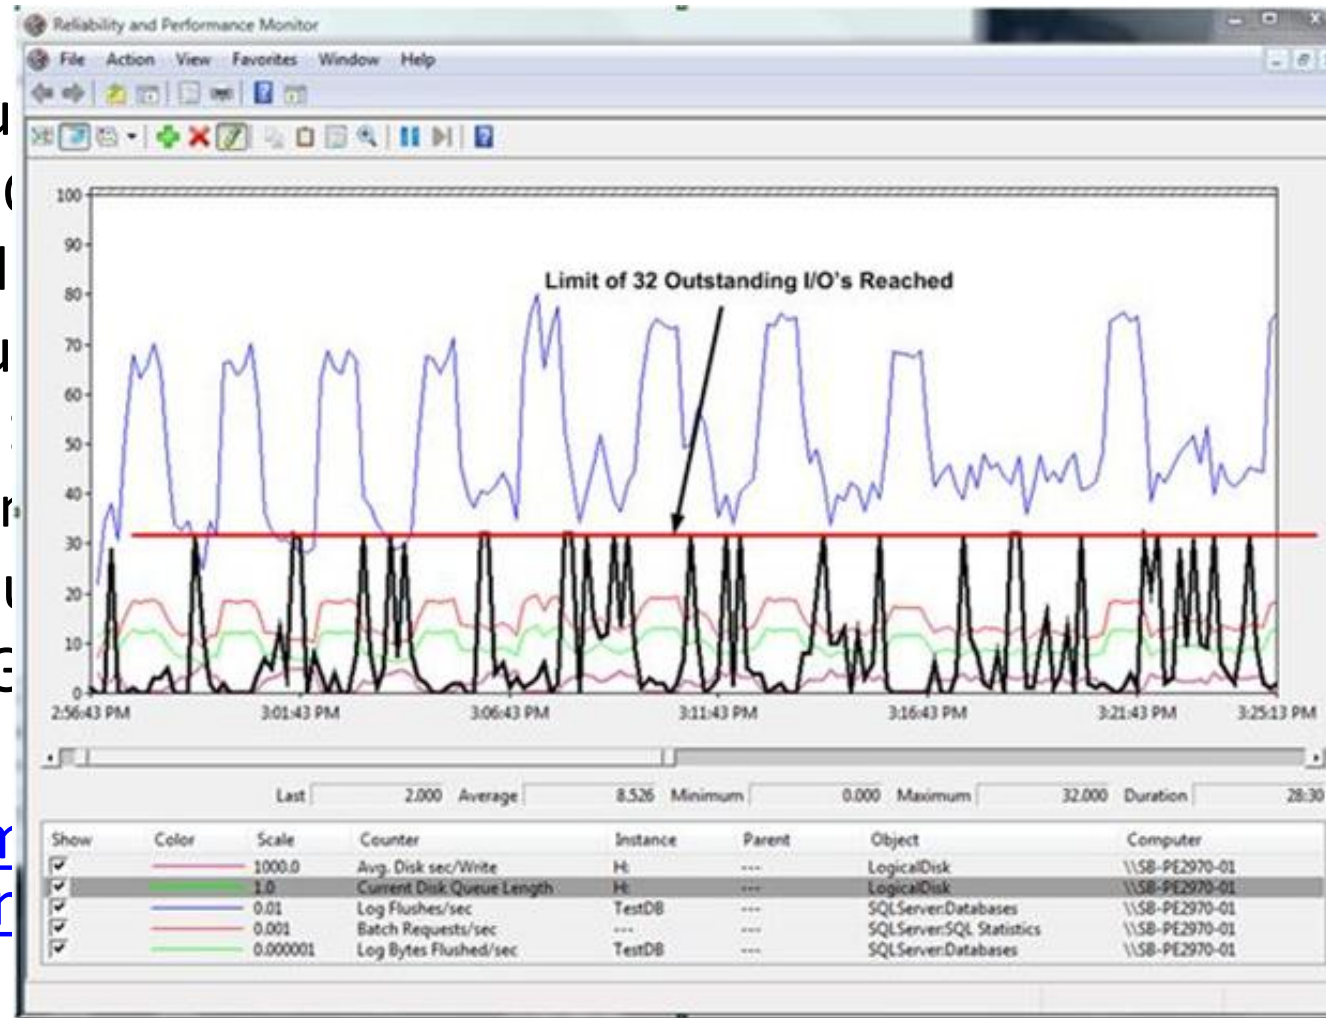 Reliability and Performance Monitor
File Action View Favorites Window Help
100
90
80
70
60
50
40
30
20
10
0
Limit of 32 Outstanding I/O's Reached
2:56:43 PM 3:01:43 PM 3:06:43 PM 3:11:43 PM 3:16:43 PM 3:21:43 PM 3:25:13 PM
Last 2.000 Average 8.526 Minimum 0.000 Maximum 32.000 Duration 28:30
Show Color Scale Counter Instance Parent Object Computer
1000.0 Avg. Disk sec/Write H: --- LogicalDisk \\SB-PE2970-01
1.0 Current Disk Queue Length H: --- LogicalDisk \\SB-PE2970-01
0.01 Log Flushes/sec TestDB --- SQLServer:Databases \\SB-PE2970-01
0.001 Batch Requests/sec --- --- SQLServer:SQL Statistics \\SB-PE2970-01
0.000001 Log Bytes Flushed/sec TestDB --- SQLServer:Databases \\SB-PE2970-01